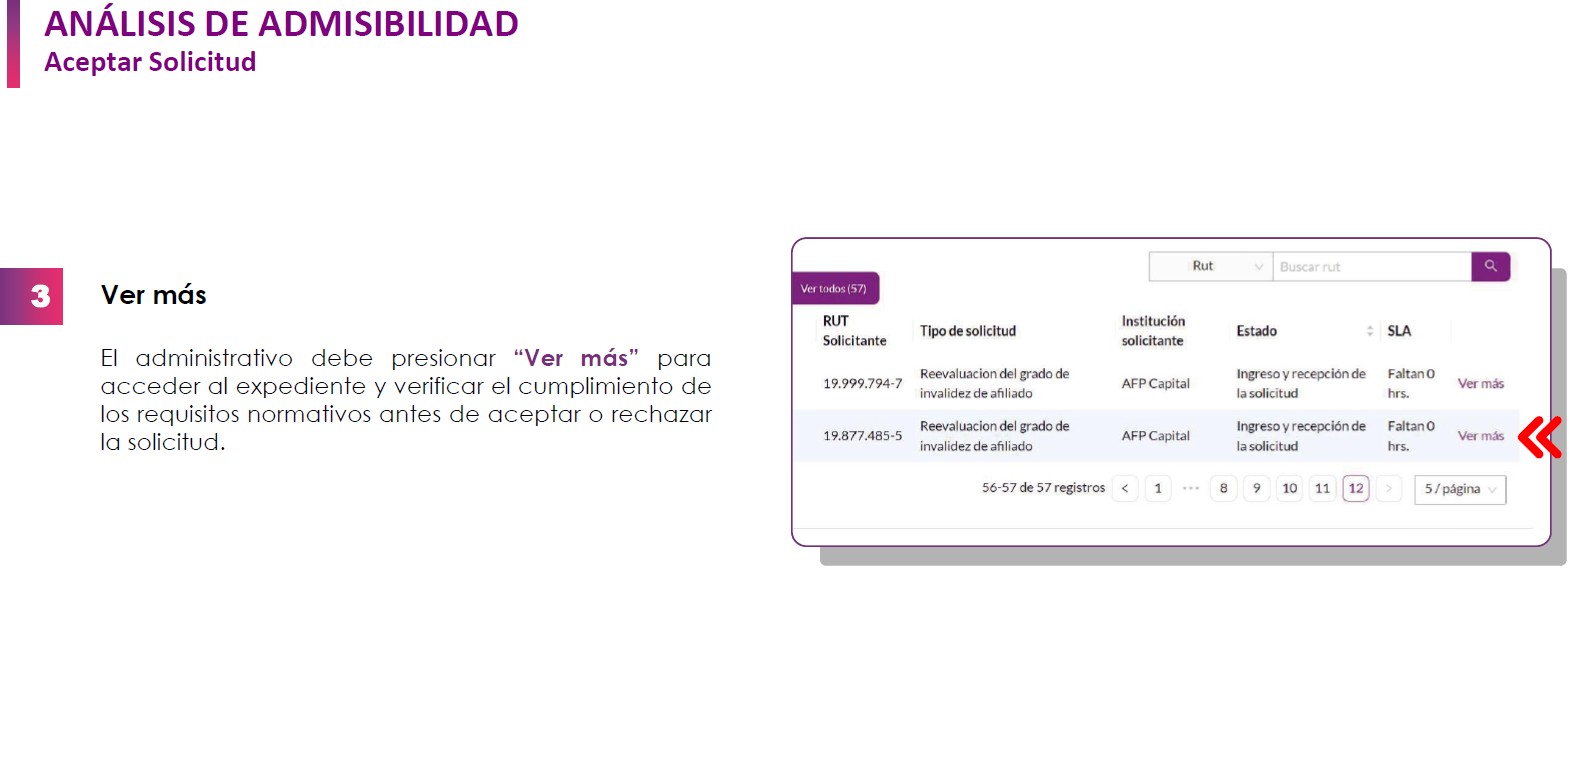 ANÁLISIS DE ADMISIBILIDAD
Aceptar Solicitud
3
Ver más
El administrativo debe presionar “Ver más” para
acceder al expediente y verificar el cumplimiento de
los requisitos normativos antes de aceptar o rechazar
la solicitud.
Rut
Buscar rut
Ver todos (57)
RUT Solicitante
Tipo de solicitud
Institución solicitante
Estado
SLA
19.999.794-7
Reevaluacion del grado de invalidez de afiliado
AFP Capital
Ingreso y recepción de la solicitud
Faltan 0 hrs.
Ver más
19.877.485-5
Reevaluacion del grado de invalidez de afiliado
AFP Capital
Ingreso y recepción de la solicitud
Faltan 0 hrs.
Ver más
56-57 de 57 registros < 1 ••• 8 9 10 11 12 > 5 / página